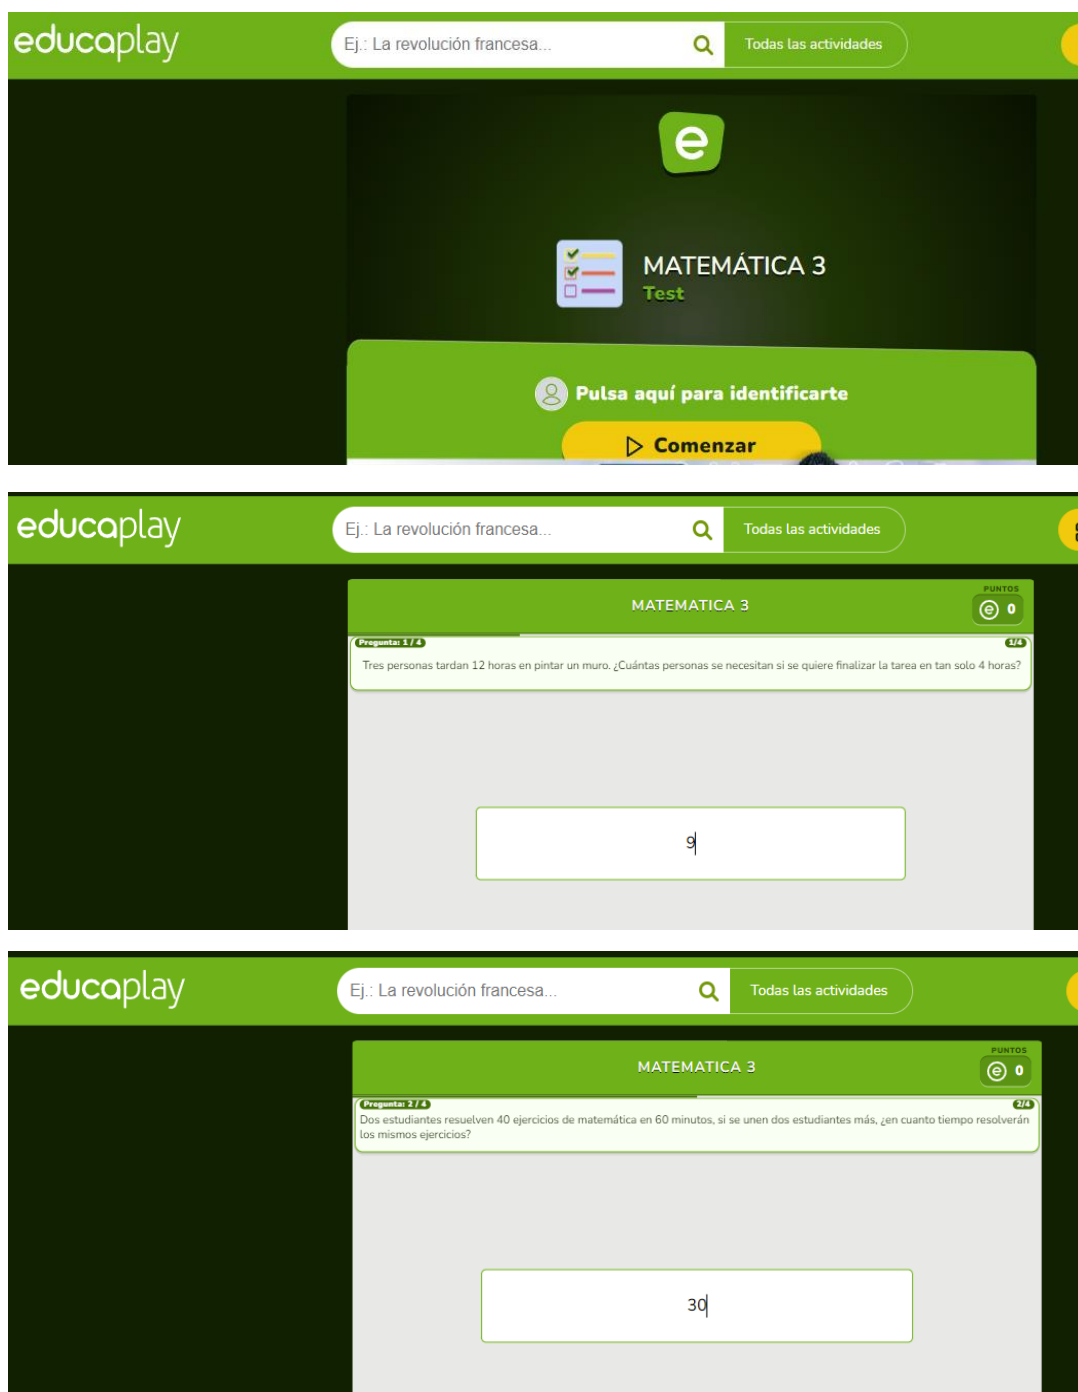 educaplay
Ej.: La revolución francesa...
Todas las actividades
e
MATEMÁTICA 3
Test
Pulsa aquí para identificarte
Comenzar
educaplay
Ej.: La revolución francesa...
Todas las actividades
MATEMATICA 3
PUNTOS
e 0
Pregunta: 1 / 4
1/4
Tres personas tardan 12 horas en pintar un muro. ¿Cuántas personas se necesitan si se quiere finalizar la tarea en tan solo 4 horas?
9
educaplay
Ej.: La revolución francesa...
Todas las actividades
MATEMATICA 3
PUNTOS
e 0
Pregunta: 2 / 4
2/4
Dos estudiantes resuelven 40 ejercicios de matemática en 60 minutos, si se unen dos estudiantes más, ¿en cuanto tiempo resolverán
los mismos ejercicios?
30